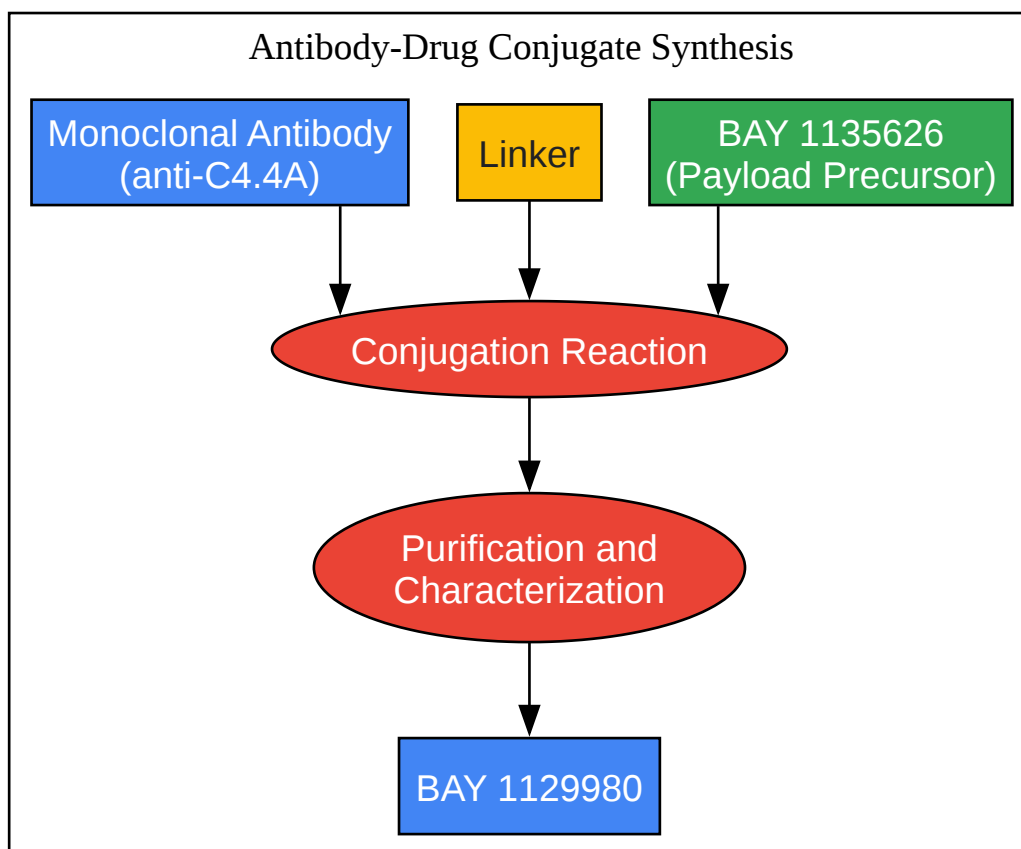 Antibody-Drug Conjugate Synthesis
Monoclonal Antibody
(anti-C4.4A)
Linker
BAY 1135626
(Payload Precursor)
Conjugation Reaction
Purification and
Characterization
BAY 1129980